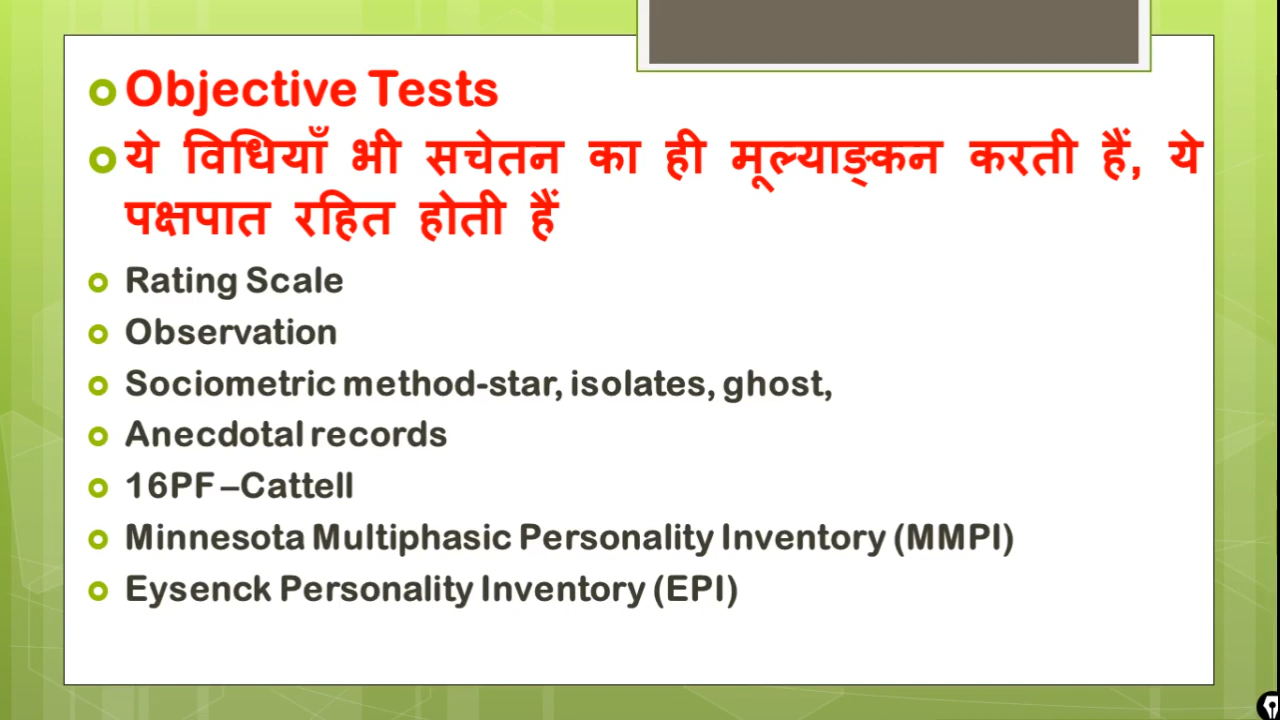 Objective Tests
ये विधियाँ भी सचेतन का ही मूल्याङ्कन करती हैं, ये
पक्षपात रहित होती हैं
Rating Scale
Observation
Sociometric method-star, isolates, ghost,
Anecdotal records
16PF –Cattell
Minnesota Multiphasic Personality Inventory (MMPI)
Eysenck Personality Inventory (EPI)